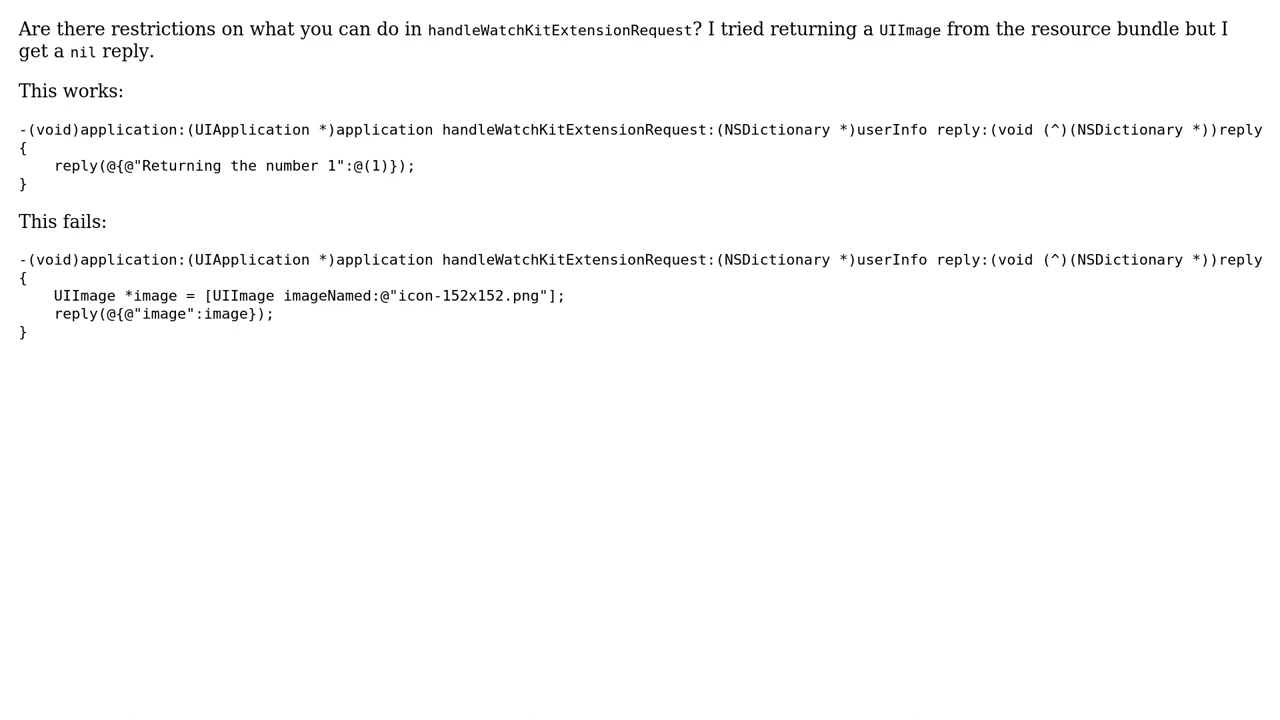 Are there restrictions on what you can do in handleWatchKitExtensionRequest? I tried returning a UIImage from the resource bundle but I
get a nil reply.
This works:
-(void)application:(UIApplication *)application handleWatchKitExtensionRequest:(NSDictionary *)userInfo reply:(void (^)(NSDictionary *))reply
{
    reply(@{@"Returning the number 1":@(1)});
}
This fails:
-(void)application:(UIApplication *)application handleWatchKitExtensionRequest:(NSDictionary *)userInfo reply:(void (^)(NSDictionary *))reply
{
    UIImage *image = [UIImage imageNamed:@"icon-152x152.png"];
    reply(@{@"image":image});
}